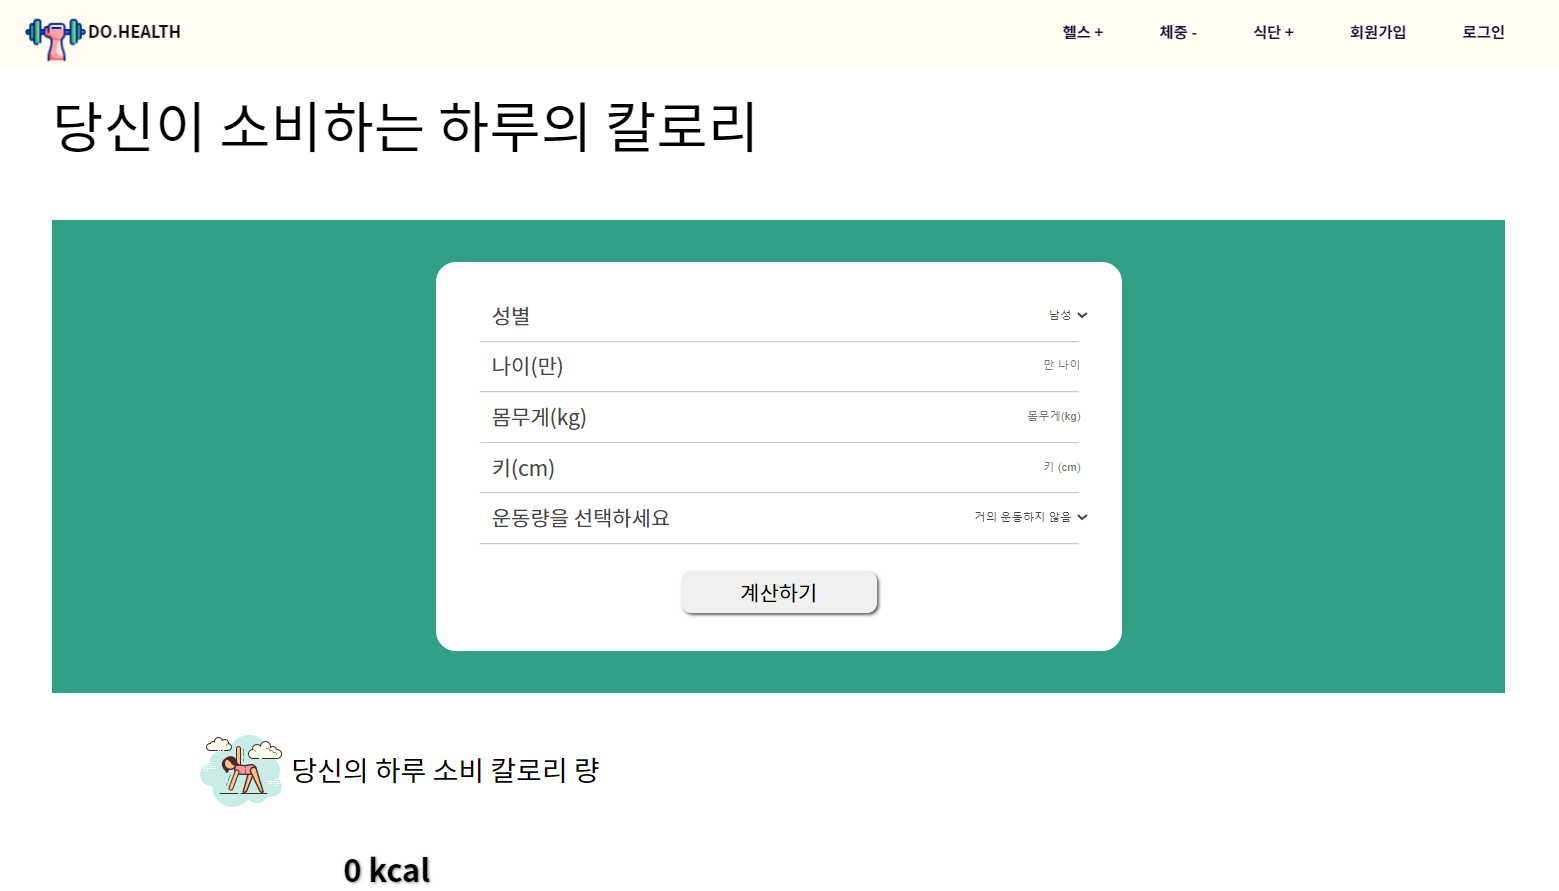 DO.HEALTH 헬스 + 체중 - 식단 + 회원가입 로그인
당신이 소비하는 하루의 칼로리
성별 남성
나이(만) 만 나이
몸무게(kg) 몸무게(kg)
키(cm) 키 (cm)
운동량을 선택하세요 거의 운동하지 않음
계산하기
당신의 하루 소비 칼로리 량
0 kcal